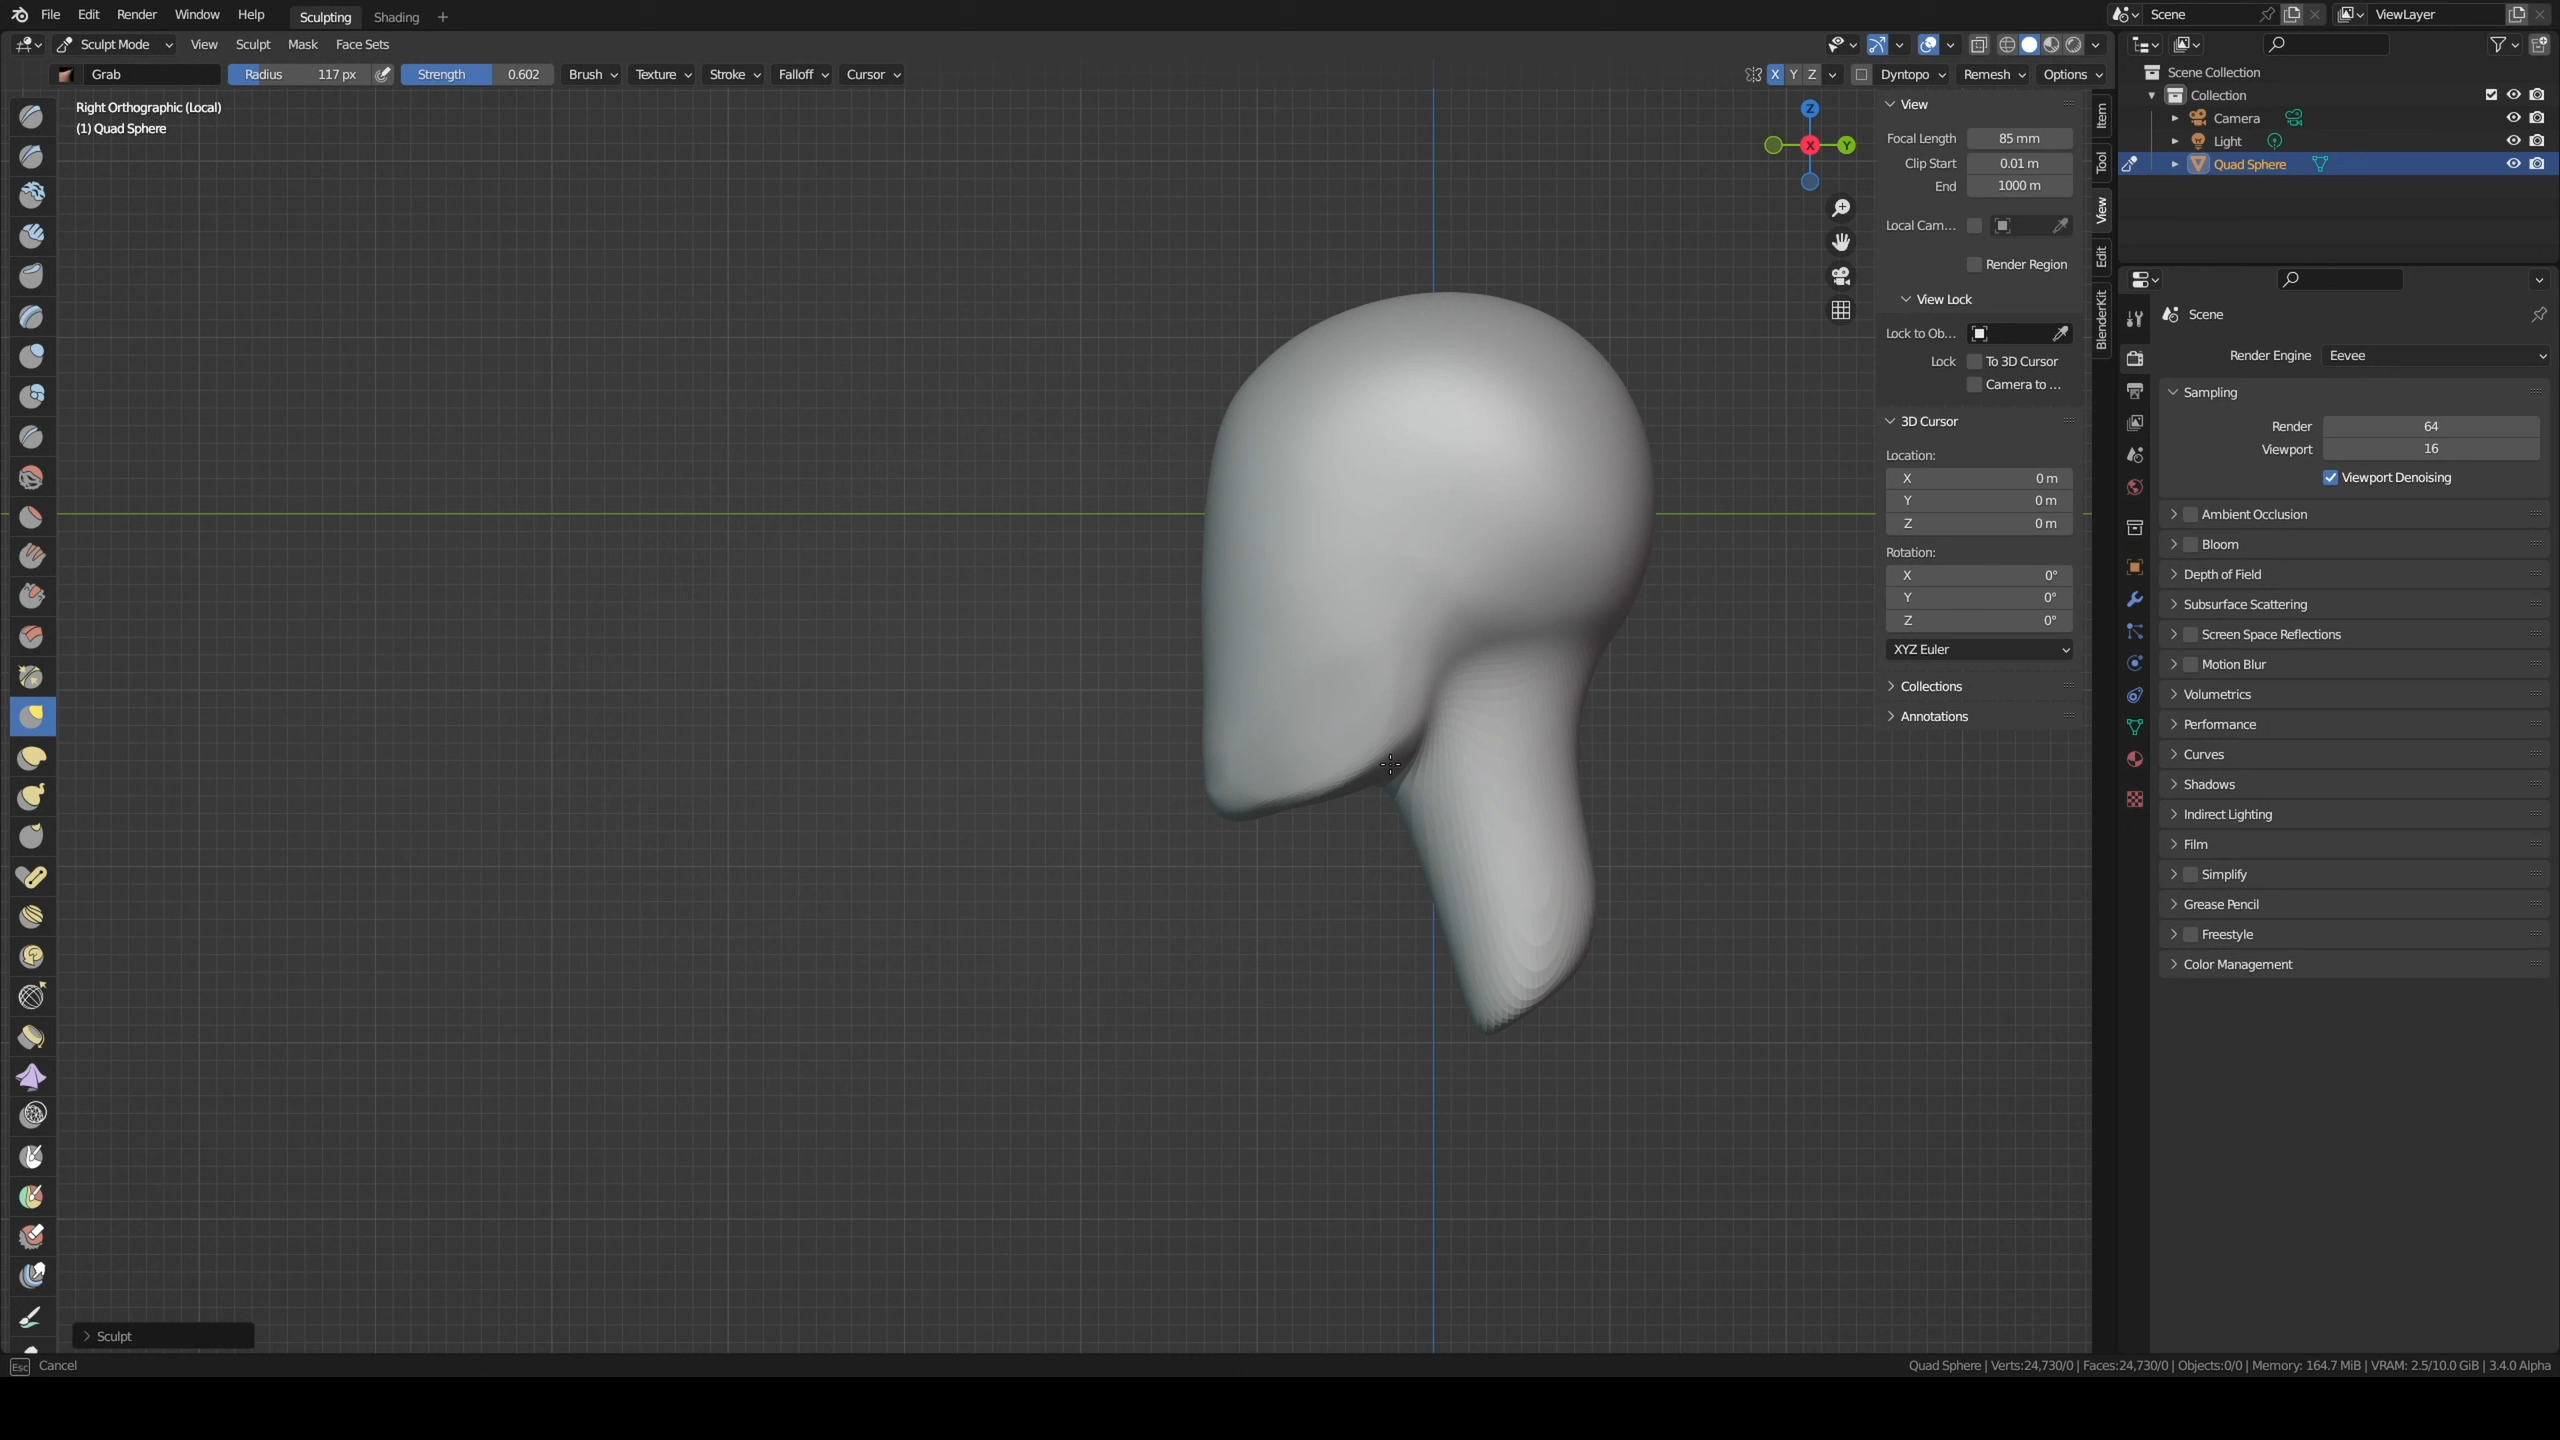 File Edit Render Window Help Sculpting Shading + Scene ViewLayer
Sculpt Mode View Sculpt Mask Face Sets
Grab Radius 117 px Strength 0.602 Brush Texture Stroke Falloff Cursor X Y Z Dyntopo Remesh Options
Right Orthographic (Local)
(1) Quad Sphere
Z
X
Y
View
Focal Length 85 mm
Clip Start 0.01 m
End 1000 m
Local Cam...
Render Region
View Lock
Lock to Ob...
Lock To 3D Cursor
Camera to ...
3D Cursor
Location:
X 0 m
Y 0 m
Z 0 m
Rotation:
X 0°
Y 0°
Z 0°
XYZ Euler
Collections
Annotations
Item
Tool
View
Edit
BlenderKit
Scene Collection
Collection
Camera
Light
Quad Sphere
Scene
Render Engine Eevee
Sampling
Render 64
Viewport 16
Viewport Denoising
Ambient Occlusion
Bloom
Depth of Field
Subsurface Scattering
Screen Space Reflections
Motion Blur
Volumetrics
Performance
Curves
Shadows
Indirect Lighting
Film
Simplify
Grease Pencil
Freestyle
Color Management
Sculpt
Esc Cancel
Quad Sphere | Verts:24,730/0 | Faces:24,730/0 | Objects:0/0 | Memory: 164.7 MiB | VRAM: 2.5/10.0 GiB | 3.4.0 Alpha